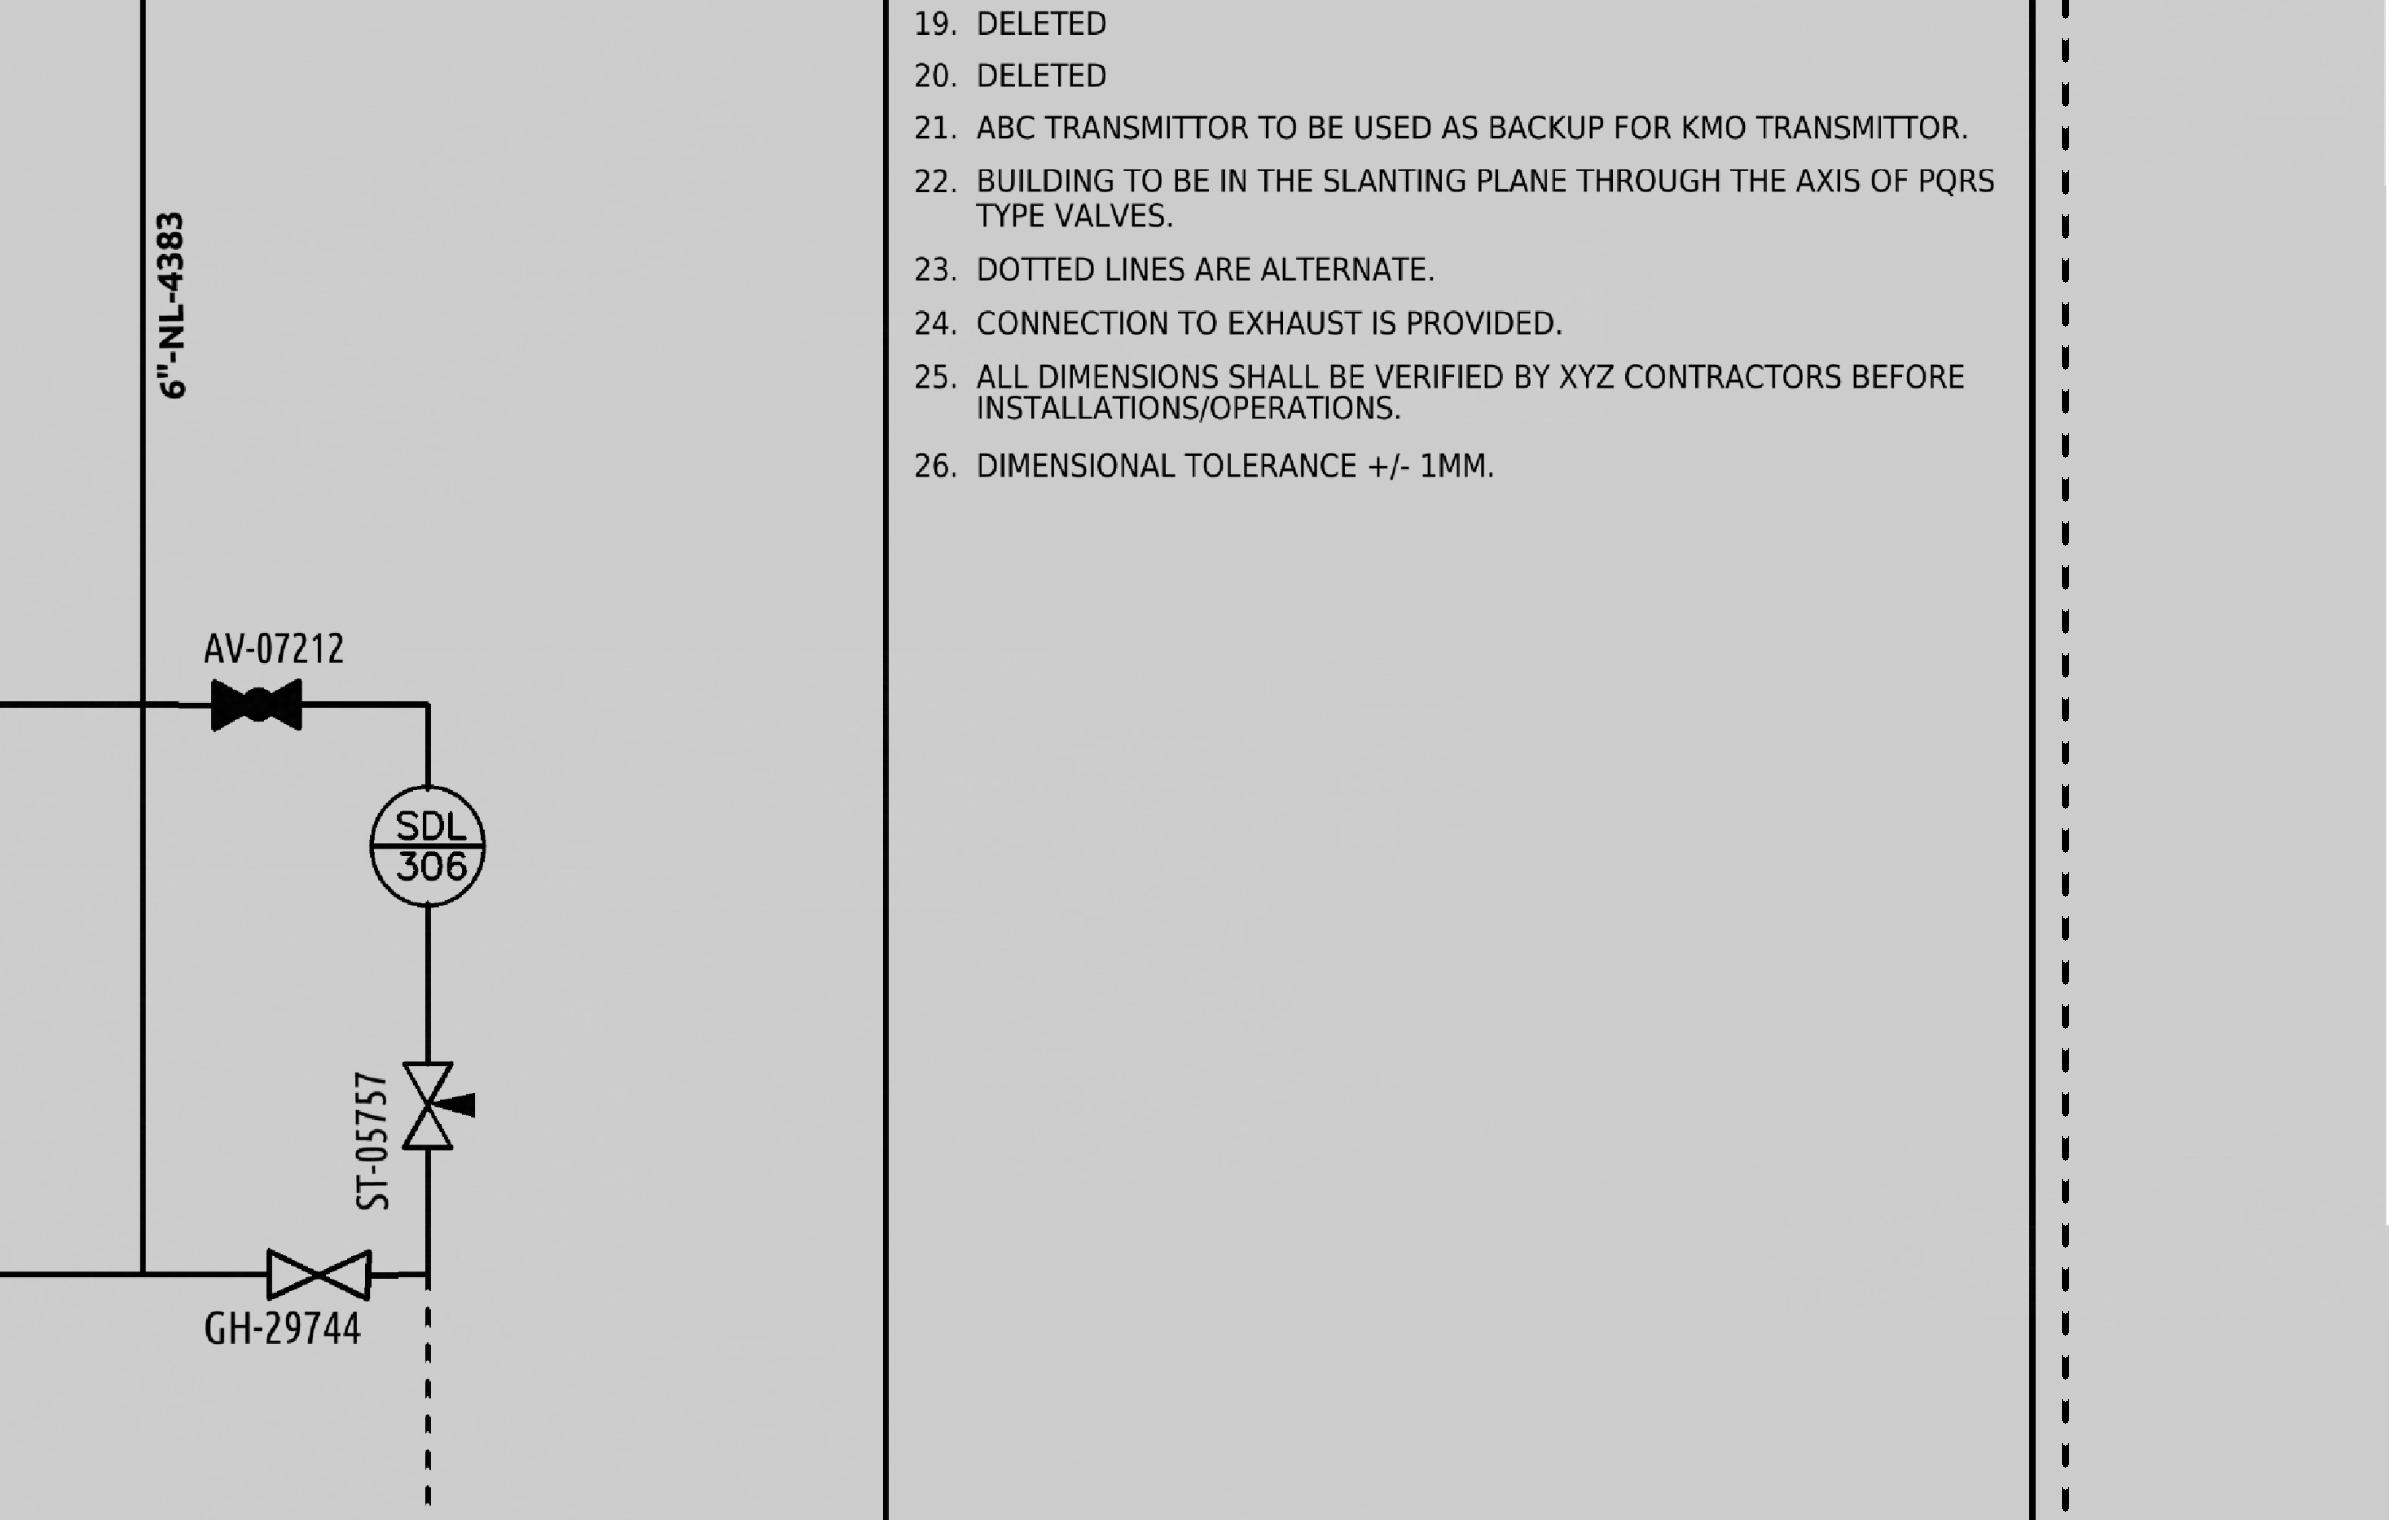 19. DELETED
20. DELETED
21. ABC TRANSMITTOR TO BE USED AS BACKUP FOR KMO TRANSMITTOR.
22. BUILDING TO BE IN THE SLANTING PLANE THROUGH THE AXIS OF PQRS
TYPE VALVES.
23. DOTTED LINES ARE ALTERNATE.
24. CONNECTION TO EXHAUST IS PROVIDED.
25. ALL DIMENSIONS SHALL BE VERIFIED BY XYZ CONTRACTORS BEFORE
INSTALLATIONS/OPERATIONS.
26. DIMENSIONAL TOLERANCE +/- 1MM.
6"-NL-4383
AV-07212
SDL
306
ST-05757
GH-29744